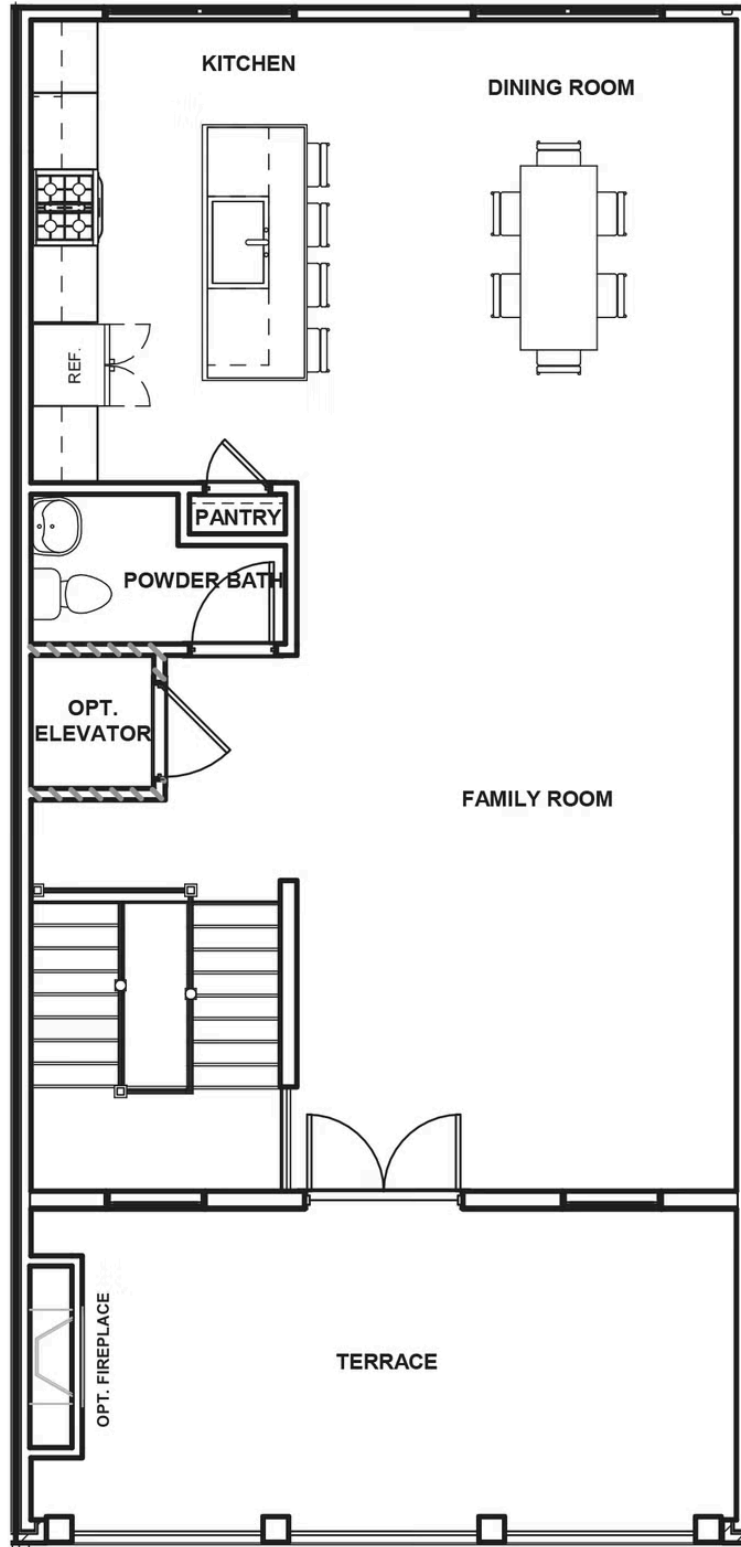 KITCHEN
DINING ROOM
REF.
PANTRY
POWDER BATH
OPT.
ELEVATOR
FAMILY ROOM
OPT. FIREPLACE
TERRACE